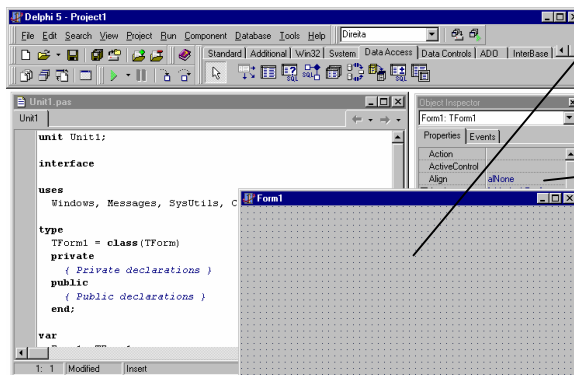 Delphi 5 - Project1
File Edit Search View Project Run Component Database Tools Help Direita
Standard Additional Win32 System Data Access Data Controls ADO InterBase
SQL SQL SQL
Unit1.pas
Unit1
unit Unit1;
interface
uses
Windows, Messages, SysUtils, C
type
TForm1 = class(TForm)
private
{ Private declarations }
public
{ Public declarations }
end;
var
1: 1 Modified Insert
Object Inspector
Form1: TForm1
Properties Events
Action
ActiveControl
Align alNone
Form1